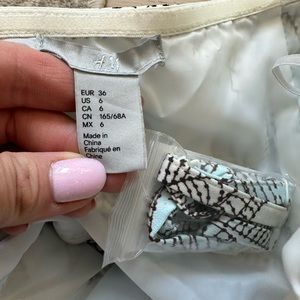 H&M
EUR 36
US 6
CA 6
CN 165/68A
MX 6
Made in
China
Fabriqué en
Chine